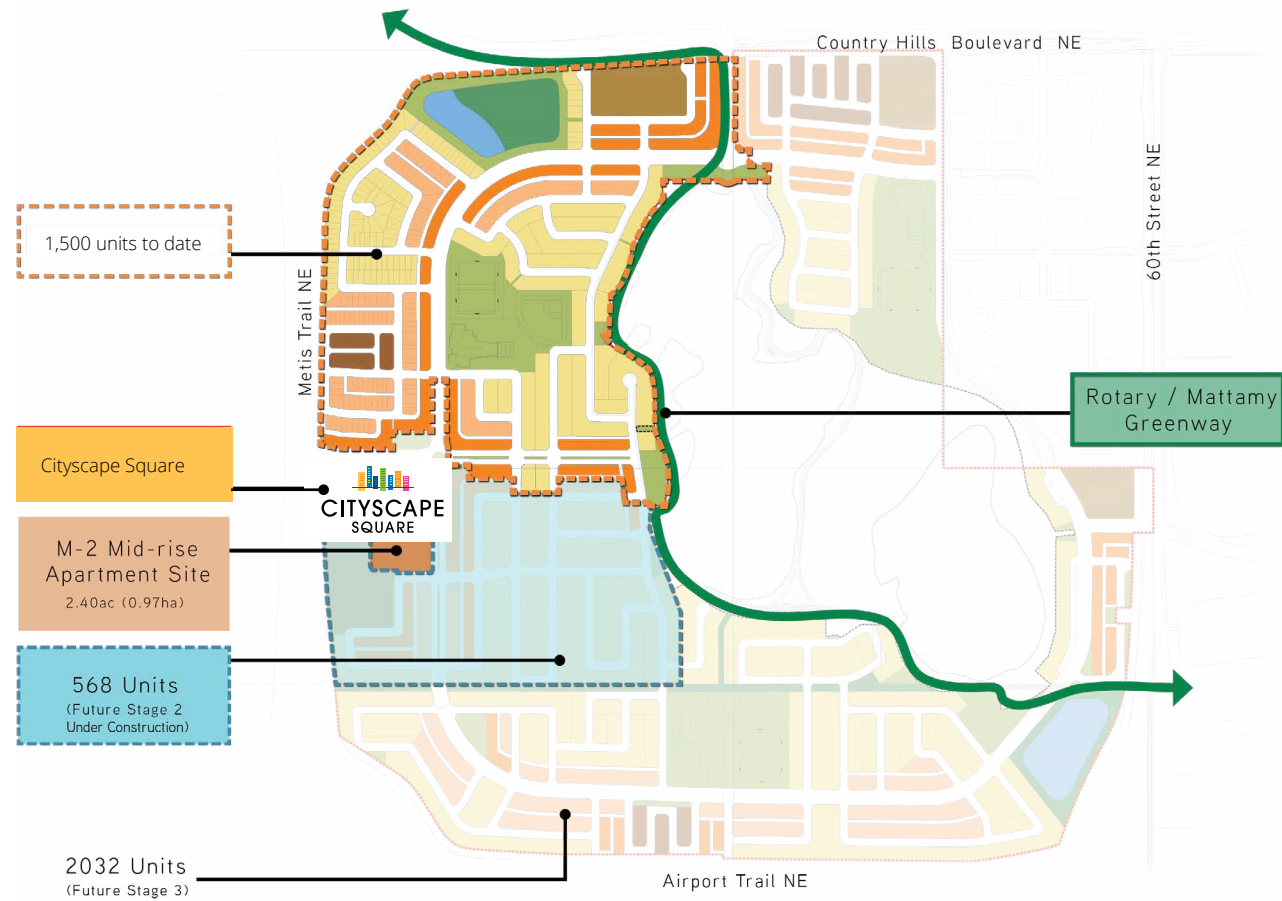 Country Hills Boulevard NE
60th Street NE
1,500 units to date
Metis Trail NE
Rotary / Mattamy
Greenway
Cityscape Square
CITYSCAPE
SQUARE
M-2 Mid-rise
Apartment Site
2.40ac (0.97ha)
568 Units
(Future Stage 2
Under Construction)
2032 Units
(Future Stage 3)
Airport Trail NE